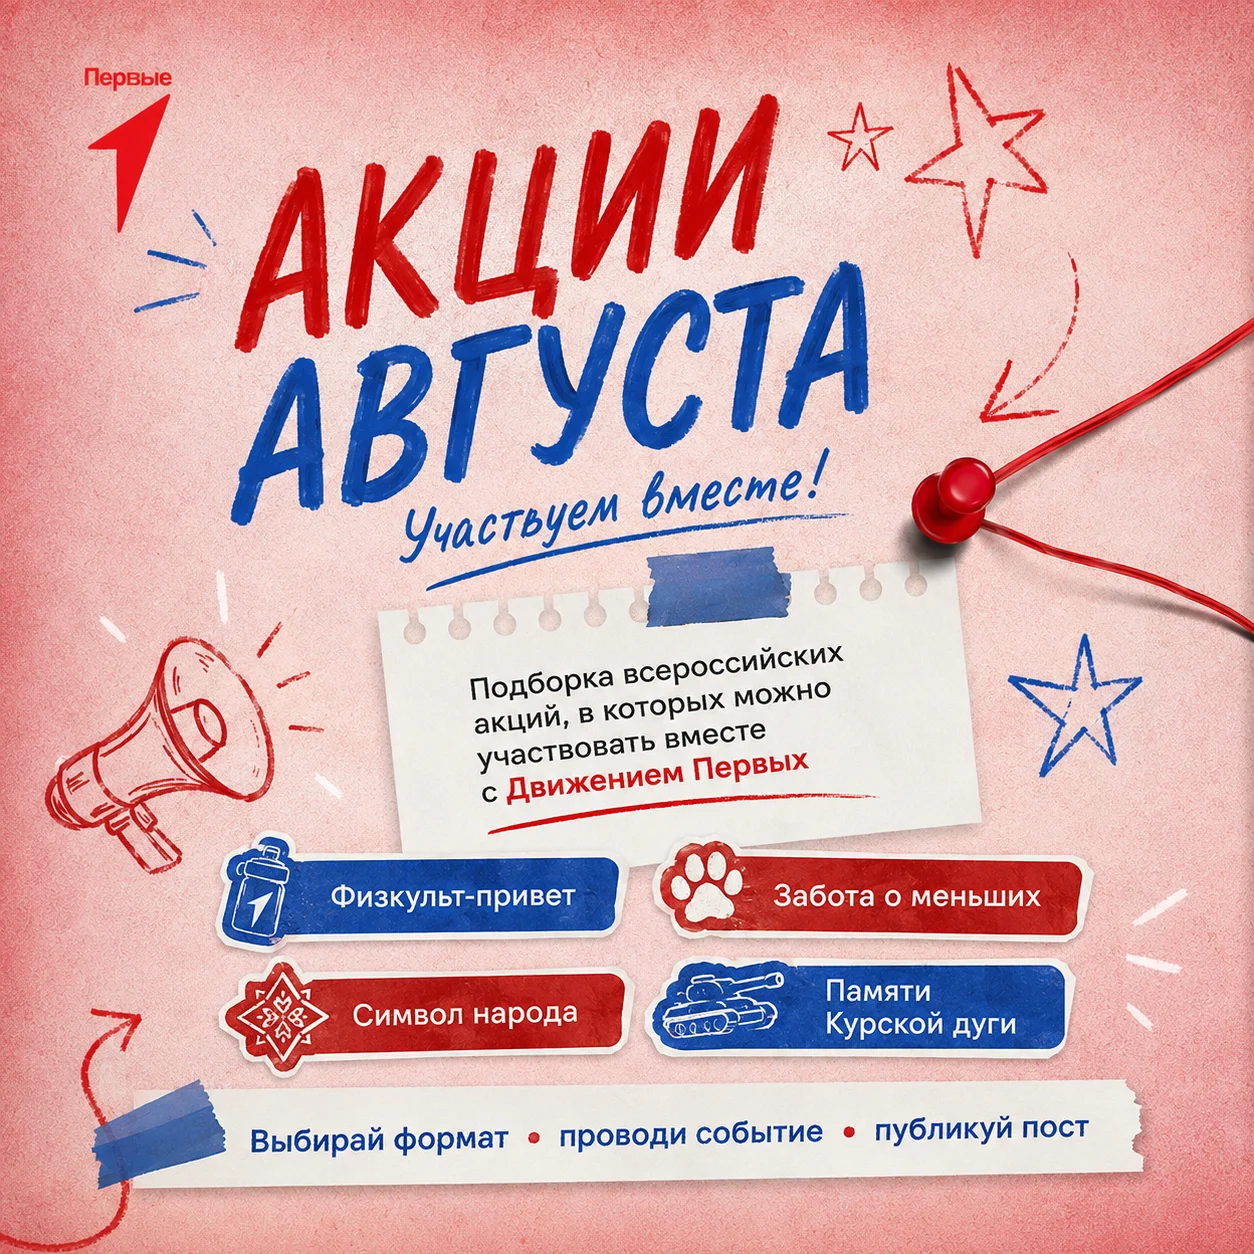 Первые
АКЦИИ
АВГУСТА
Участвуем вместе!
Подборка всероссийских
акций, в которых можно
участвовать вместе
с Движением Первых
Физкульт-привет
Забота о меньших
Символ народа
Памяти
Курской дуги
Выбирай формат • проводи событие • публикуй пост